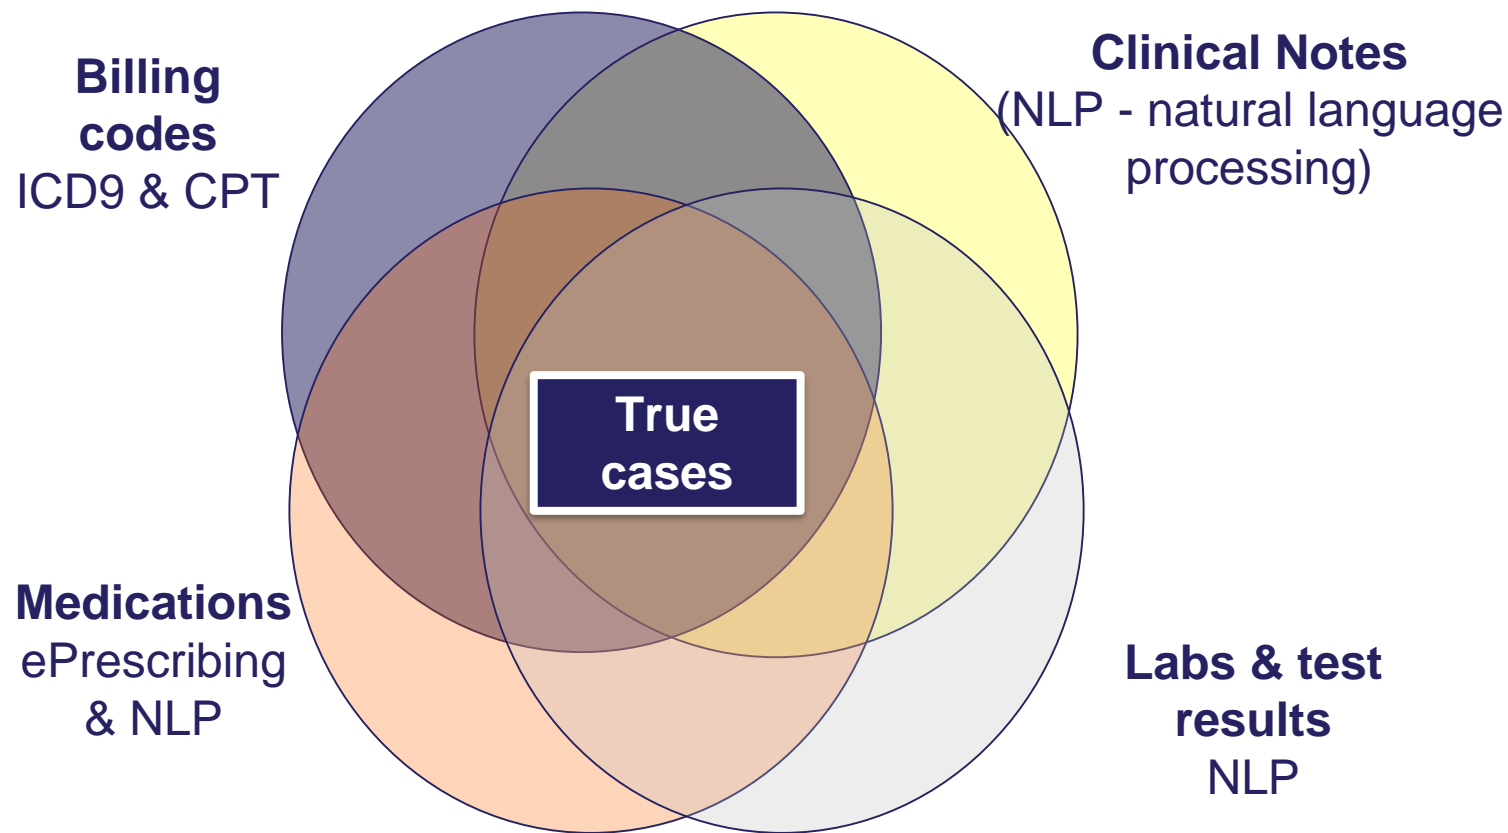 Billing
codes
ICD9 & CPT
Clinical Notes
(NLP - natural language
processing)
True
cases
Medications
ePrescribing
& NLP
Labs & test
results
NLP